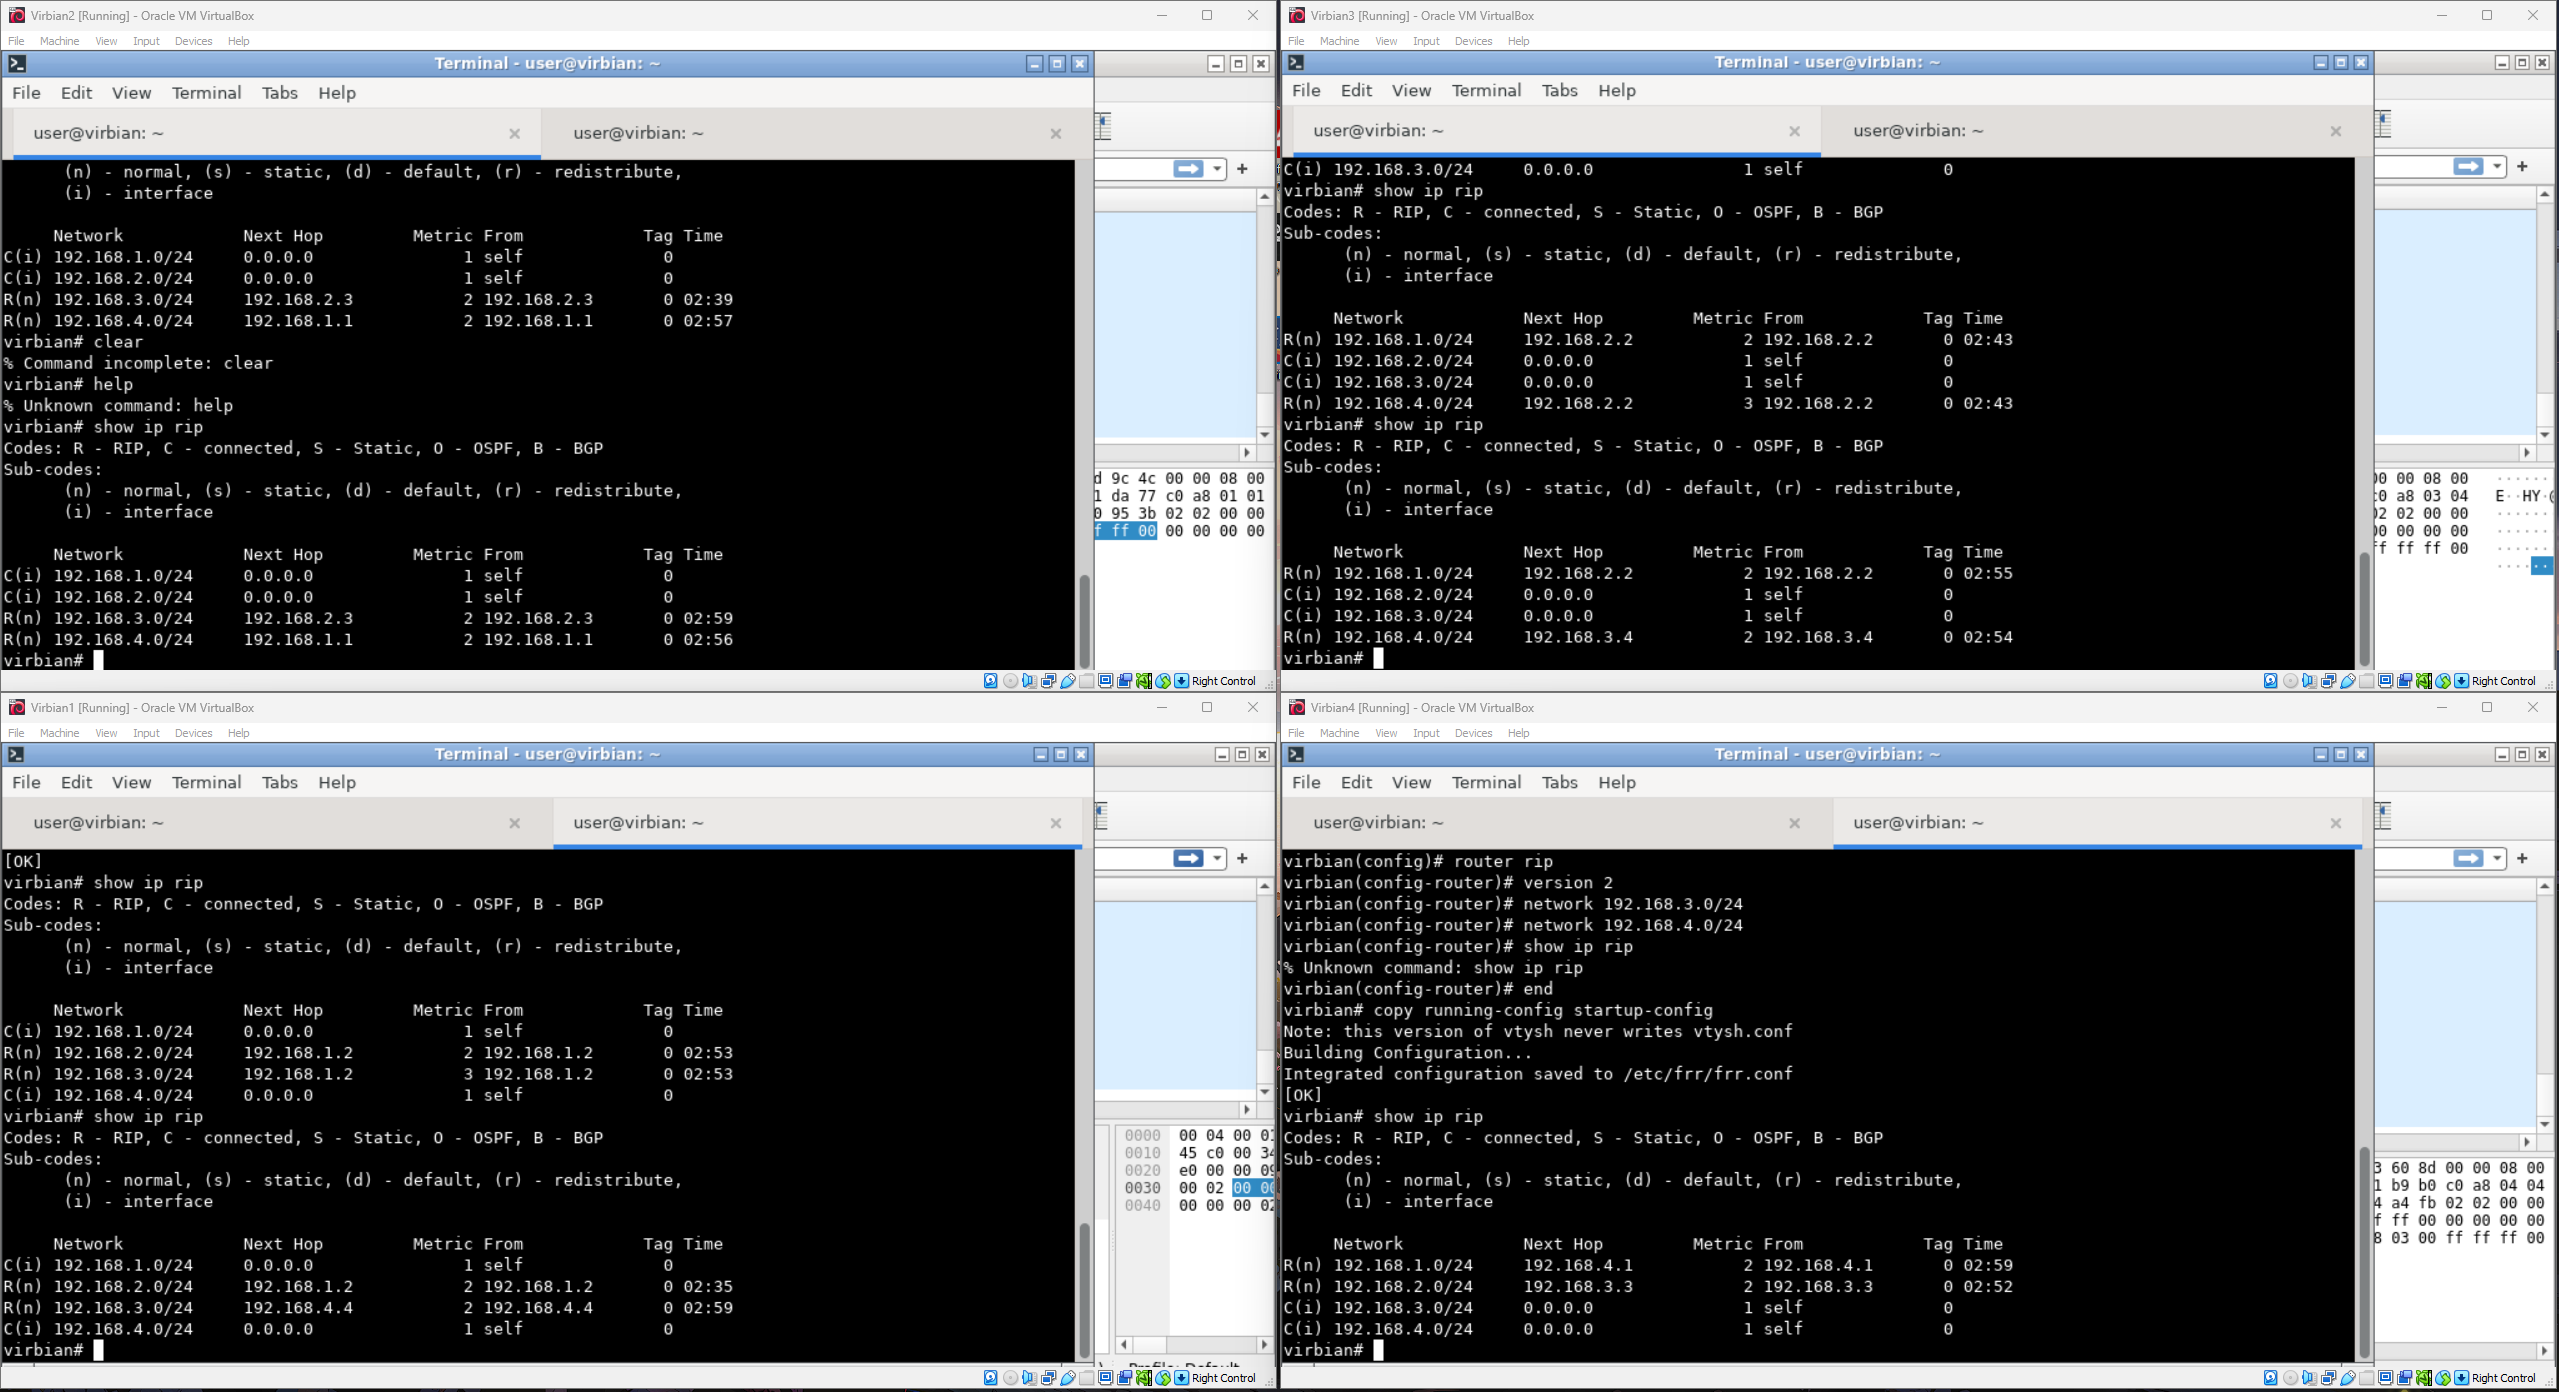 Virbian2 [Running] - Oracle VM VirtualBox
File Machine View Input Devices Help
Terminal - user@virbian: ~
File Edit View Terminal Tabs Help
user@virbian: ~ user@virbian: ~
(n) - normal, (s) - static, (d) - default, (r) - redistribute,
(i) - interface
Network Next Hop Metric From Tag Time
C(i) 192.168.1.0/24 0.0.0.0 1 self 0
C(i) 192.168.2.0/24 0.0.0.0 1 self 0
R(n) 192.168.3.0/24 192.168.2.3 2 192.168.2.3 0 02:39
R(n) 192.168.4.0/24 192.168.1.1 2 192.168.1.1 0 02:57
virbian# clear
% Command incomplete: clear
virbian# help
% Unknown command: help
virbian# show ip rip
Codes: R - RIP, C - connected, S - Static, O - OSPF, B - BGP
Sub-codes:
(n) - normal, (s) - static, (d) - default, (r) - redistribute,
(i) - interface
Network Next Hop Metric From Tag Time
C(i) 192.168.1.0/24 0.0.0.0 1 self 0
C(i) 192.168.2.0/24 0.0.0.0 1 self 0
R(n) 192.168.3.0/24 192.168.2.3 2 192.168.2.3 0 02:59
R(n) 192.168.4.0/24 192.168.1.1 2 192.168.1.1 0 02:56
virbian#
d 9c 4c 00 00 08 00
1 da 77 c0 a8 01 01
0 95 3b 02 02 00 00
f ff 00 00 00 00 00
Right Control
Virbian3 [Running] - Oracle VM VirtualBox
File Machine View Input Devices Help
Terminal - user@virbian: ~
File Edit View Terminal Tabs Help
user@virbian: ~ user@virbian: ~
C(i) 192.168.3.0/24 0.0.0.0 1 self 0
virbian# show ip rip
Codes: R - RIP, C - connected, S - Static, O - OSPF, B - BGP
Sub-codes:
(n) - normal, (s) - static, (d) - default, (r) - redistribute,
(i) - interface
Network Next Hop Metric From Tag Time
R(n) 192.168.1.0/24 192.168.2.2 2 192.168.2.2 0 02:43
C(i) 192.168.2.0/24 0.0.0.0 1 self 0
C(i) 192.168.3.0/24 0.0.0.0 1 self 0
R(n) 192.168.4.0/24 192.168.2.2 3 192.168.2.2 0 02:43
virbian# show ip rip
Codes: R - RIP, C - connected, S - Static, O - OSPF, B - BGP
Sub-codes:
(n) - normal, (s) - static, (d) - default, (r) - redistribute,
(i) - interface
Network Next Hop Metric From Tag Time
R(n) 192.168.1.0/24 192.168.2.2 2 192.168.2.2 0 02:55
C(i) 192.168.2.0/24 0.0.0.0 1 self 0
C(i) 192.168.3.0/24 0.0.0.0 1 self 0
R(n) 192.168.4.0/24 192.168.3.4 2 192.168.3.4 0 02:54
virbian#
00 00 08 00
c0 a8 03 04 E··HY·@
02 02 00 00
00 00 00 00
ff ff ff 00
Right Control
Virbian1 [Running] - Oracle VM VirtualBox
File Machine View Input Devices Help
Terminal - user@virbian: ~
File Edit View Terminal Tabs Help
user@virbian: ~ user@virbian: ~
[OK]
virbian# show ip rip
Codes: R - RIP, C - connected, S - Static, O - OSPF, B - BGP
Sub-codes:
(n) - normal, (s) - static, (d) - default, (r) - redistribute,
(i) - interface
Network Next Hop Metric From Tag Time
C(i) 192.168.1.0/24 0.0.0.0 1 self 0
R(n) 192.168.2.0/24 192.168.1.2 2 192.168.1.2 0 02:53
R(n) 192.168.3.0/24 192.168.1.2 3 192.168.1.2 0 02:53
C(i) 192.168.4.0/24 0.0.0.0 1 self 0
virbian# show ip rip
Codes: R - RIP, C - connected, S - Static, O - OSPF, B - BGP
Sub-codes:
(n) - normal, (s) - static, (d) - default, (r) - redistribute,
(i) - interface
Network Next Hop Metric From Tag Time
C(i) 192.168.1.0/24 0.0.0.0 1 self 0
R(n) 192.168.2.0/24 192.168.1.2 2 192.168.1.2 0 02:35
R(n) 192.168.3.0/24 192.168.4.4 2 192.168.4.4 0 02:59
C(i) 192.168.4.0/24 0.0.0.0 1 self 0
virbian#
0000 00 04 00 01
0010 45 c0 00 34
0020 e0 00 00 09
0030 00 02 00 00
0040 00 00 00 02
Right Control
Virbian4 [Running] - Oracle VM VirtualBox
File Machine View Input Devices Help
Terminal - user@virbian: ~
File Edit View Terminal Tabs Help
user@virbian: ~ user@virbian: ~
virbian(config)# router rip
virbian(config-router)# version 2
virbian(config-router)# network 192.168.3.0/24
virbian(config-router)# network 192.168.4.0/24
virbian(config-router)# show ip rip
% Unknown command: show ip rip
virbian(config-router)# end
virbian# copy running-config startup-config
Note: this version of vtysh never writes vtysh.conf
Building Configuration...
Integrated configuration saved to /etc/frr/frr.conf
[OK]
virbian# show ip rip
Codes: R - RIP, C - connected, S - Static, O - OSPF, B - BGP
Sub-codes:
(n) - normal, (s) - static, (d) - default, (r) - redistribute,
(i) - interface
Network Next Hop Metric From Tag Time
R(n) 192.168.1.0/24 192.168.4.1 2 192.168.4.1 0 02:59
R(n) 192.168.2.0/24 192.168.3.3 2 192.168.3.3 0 02:52
C(i) 192.168.3.0/24 0.0.0.0 1 self 0
C(i) 192.168.4.0/24 0.0.0.0 1 self 0
virbian#
3 60 8d 00 00 08 00
1 b9 b0 c0 a8 04 04
4 a4 fb 02 02 00 00
f ff 00 00 00 00 00
8 03 00 ff ff ff 00
Right Control